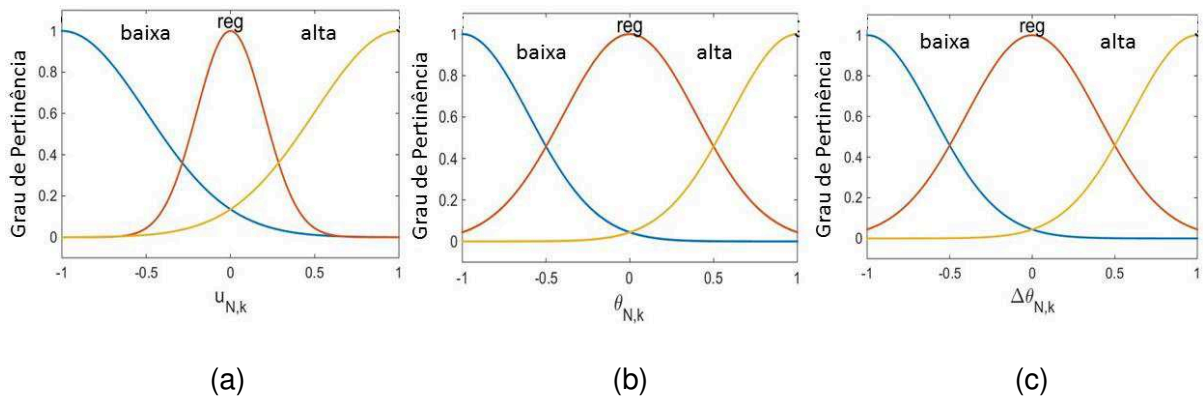 Grau de Pertinência
1
0.8
0.6
0.4
0.2
0
baixa
reg
alta
-1
-0.5
0
0.5
1
u_N,k
(a)
Grau de Pertinência
1
0.8
0.6
0.4
0.2
0
baixa
reg
alta
-1
-0.5
0
0.5
1
θ_N,k
(b)
Grau de Pertinência
1
0.8
0.6
0.4
0.2
0
baixa
reg
alta
-1
-0.5
0
0.5
1
Δθ_N,k
(c)